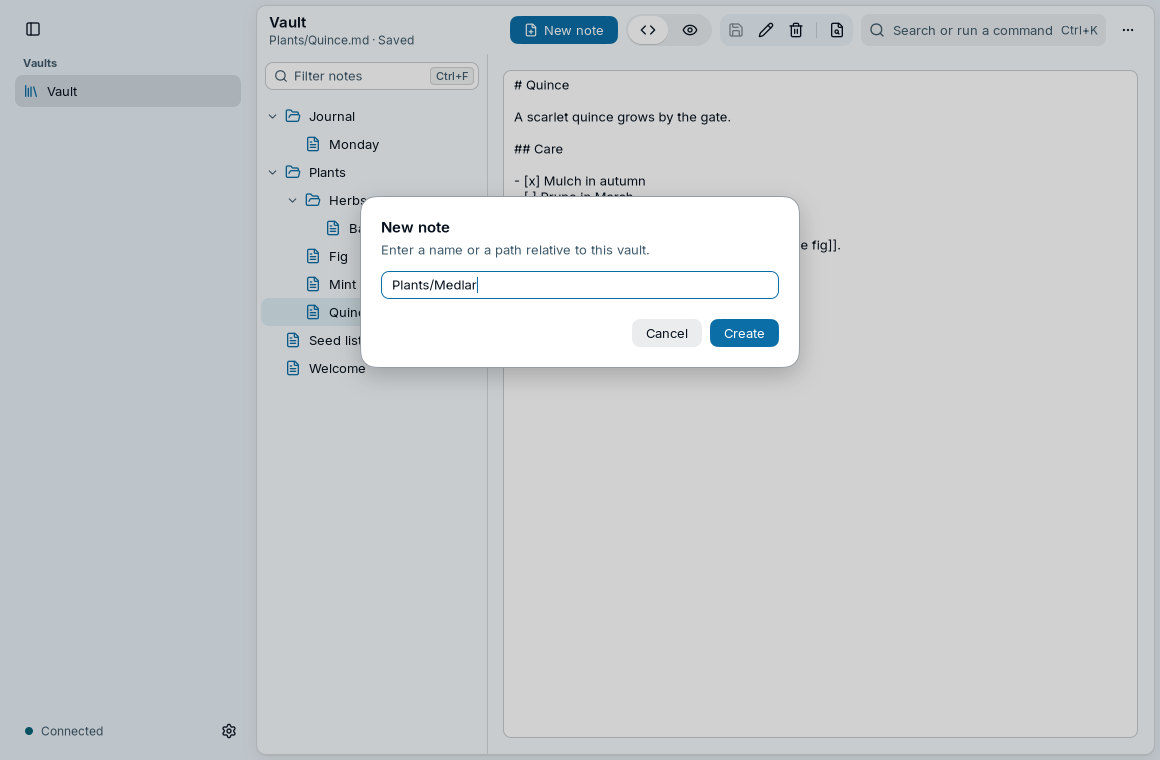 Vaults
Vault
Connected
Vault
Plants/Quince.md · Saved
New note
Search or run a command Ctrl+K
Filter notes Ctrl+F
Journal
Monday
Plants
Herbs
Fig
Mint
Seed list
Welcome
# Quince
A scarlet quince grows by the gate.
## Care
- [x] Mulch in autumn
fig]].
New note
Enter a name or a path relative to this vault.
Plants/Medlar
Cancel
Create